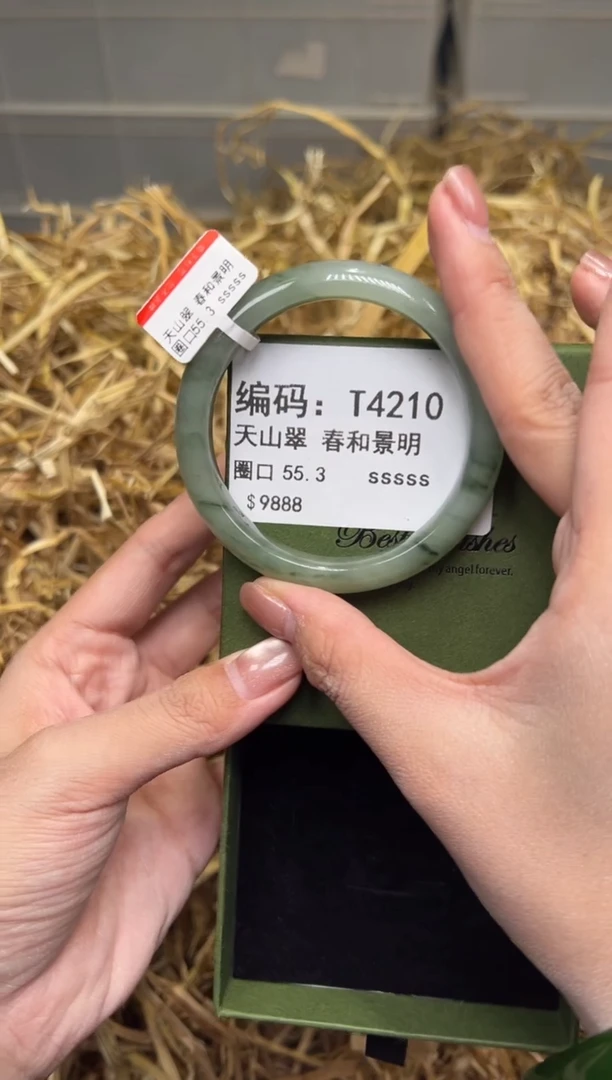 天山翠 春和景明
圈口55.3 sssss
编码：T4210
天山翠 春和景明
圈口 55.3 sssss
$9888
angel.forever.